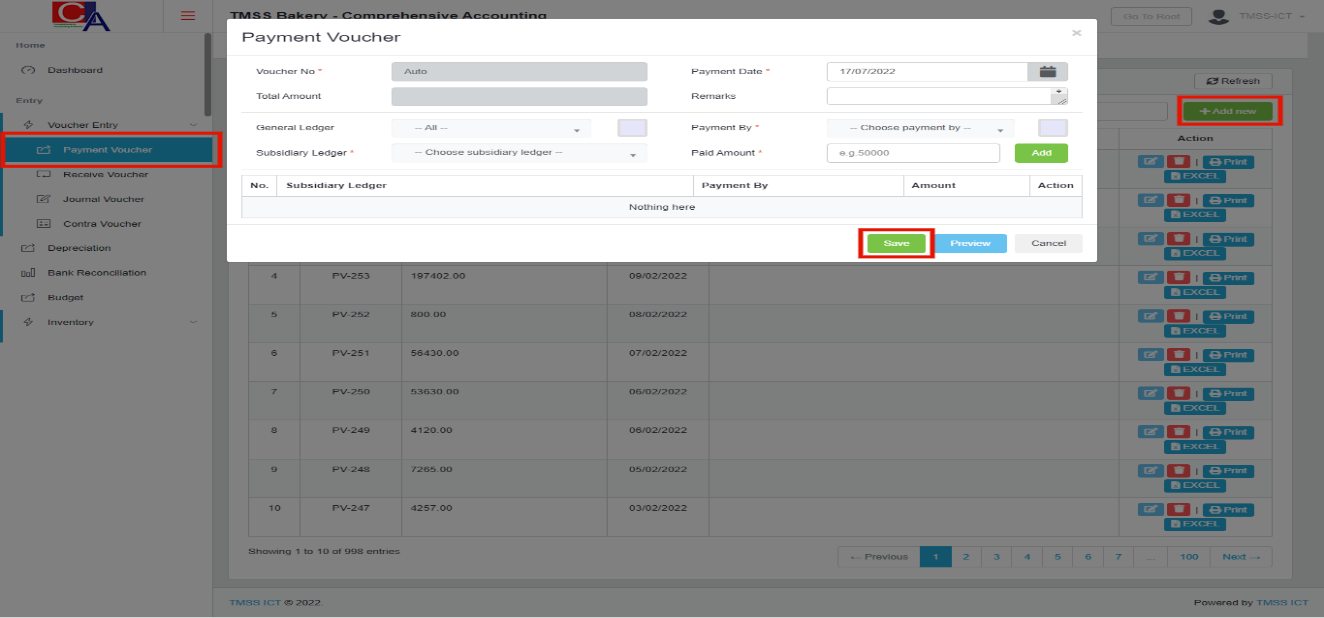 CA
TMSS Bakery - Comprehensive Accounting
Go To Root
TMSS-ICT
Home
Dashboard
Entry
Voucher Entry
Payment Voucher
Receive Voucher
Journal Voucher
Contra Voucher
Depreciation
Bank Reconciliation
Budget
Inventory
Refresh
+ Add new
Payment Voucher ×
Voucher No * Auto Payment Date * 17/07/2022
Total Amount Remarks
General Ledger -- All -- Payment By * -- Choose payment by --
Subsidiary Ledger * -- Choose subsidiary ledger -- Paid Amount * e.g.50000 Add
No. Subsidiary Ledger Payment By Amount Action
Nothing here
Save Preview Cancel
Action
| Print
EXCEL
| Print
EXCEL
| Print
EXCEL
4 PV-253 197402.00 09/02/2022 | Print
EXCEL
5 PV-252 800.00 08/02/2022 | Print
EXCEL
6 PV-251 56430.00 07/02/2022 | Print
EXCEL
7 PV-250 53630.00 06/02/2022 | Print
EXCEL
8 PV-249 4120.00 06/02/2022 | Print
EXCEL
9 PV-248 7265.00 05/02/2022 | Print
EXCEL
10 PV-247 4257.00 03/02/2022 | Print
EXCEL
Showing 1 to 10 of 998 entries
← Previous 1 2 3 4 5 6 7 ... 100 Next →
TMSS ICT © 2022. Powered by TMSS ICT